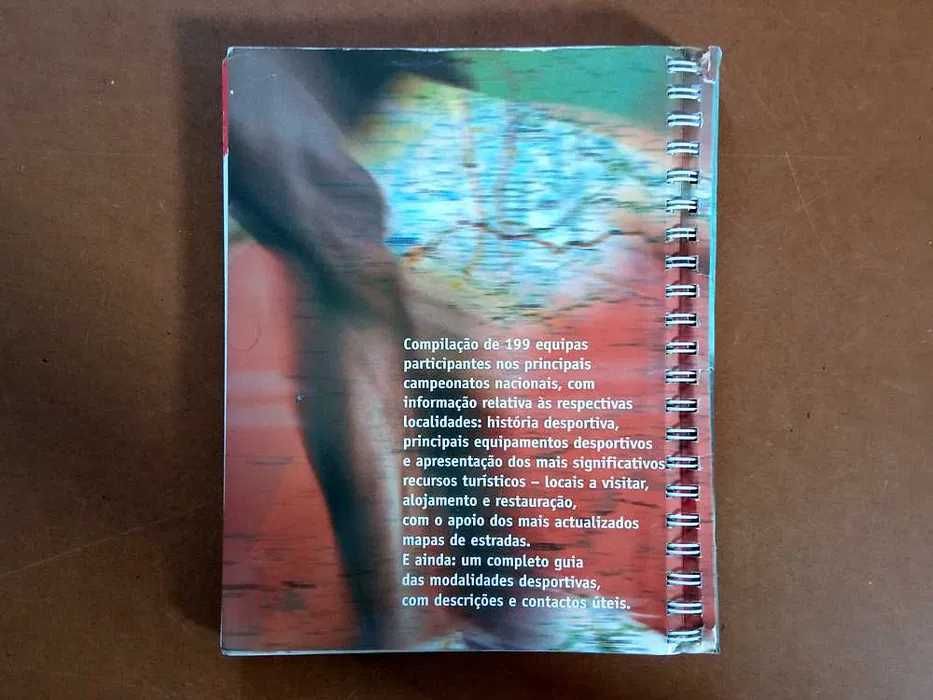 Compilação de 199 equipas
participantes nos principais
campeonatos nacionais, com
informação relativa às respectivas
localidades: história desportiva,
principais equipamentos desportivos
e apresentação dos mais significativos
recursos turísticos – locais a visitar,
alojamento e restauração,
com o apoio dos mais actualizados
mapas de estradas.
E ainda: um completo guia
das modalidades desportivas,
com descrições e contactos úteis.